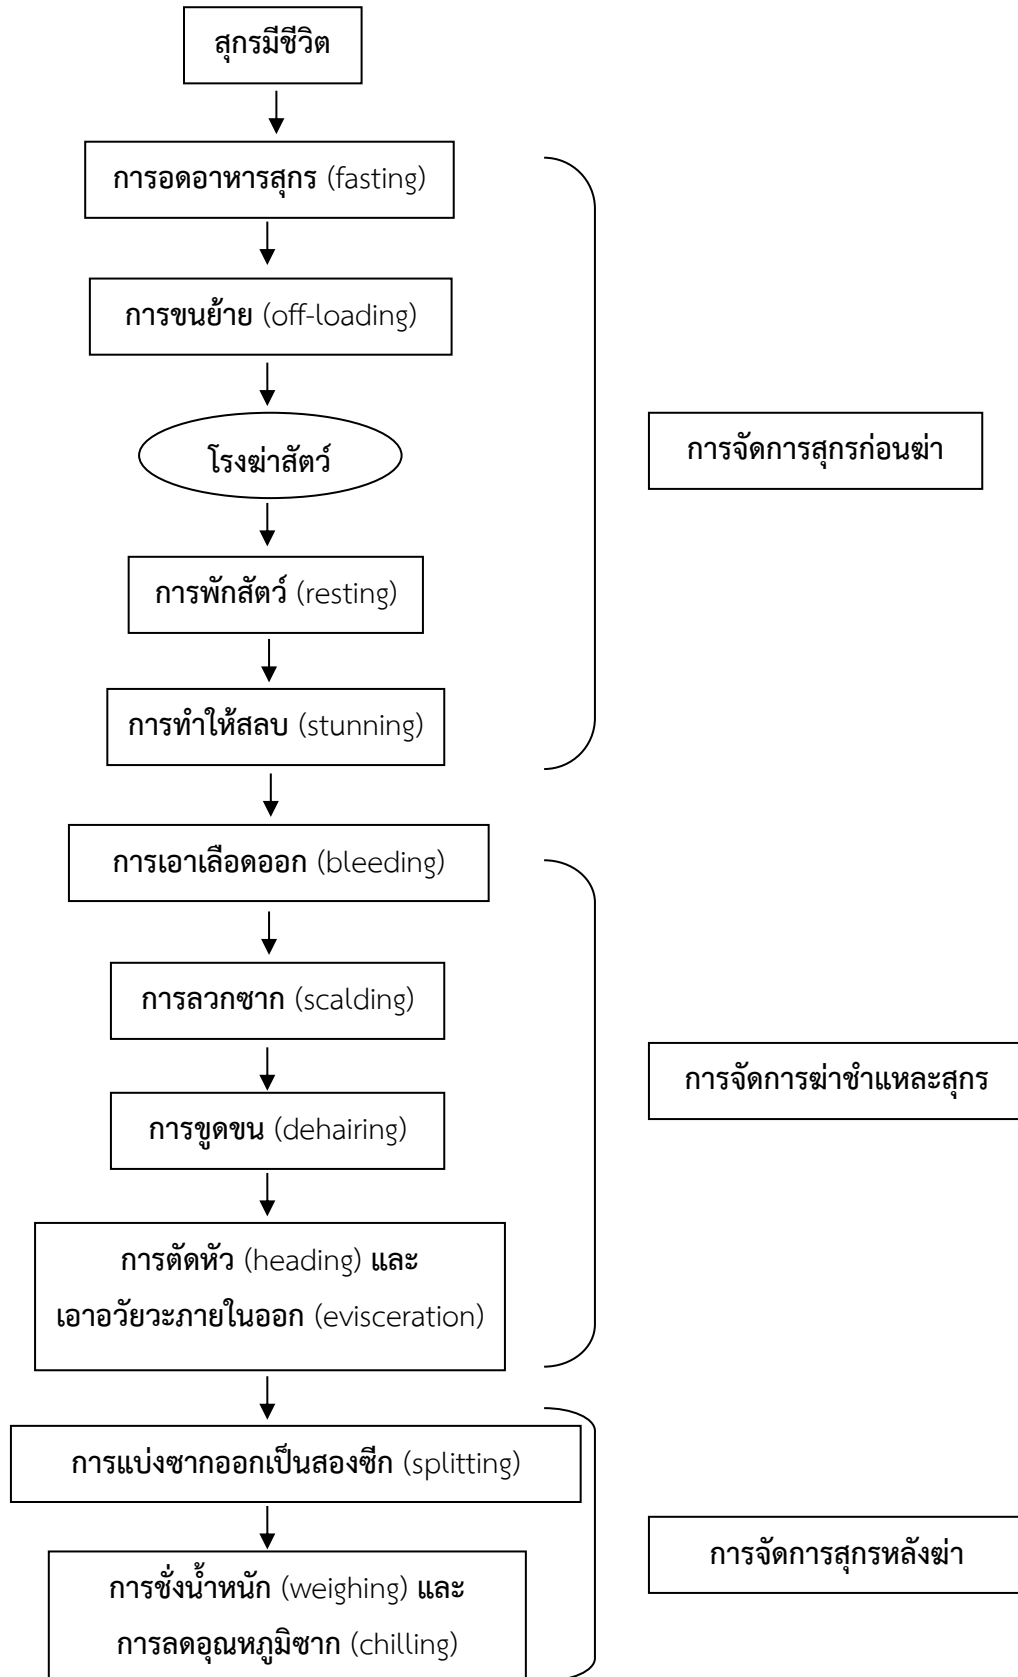 สุกรมีชีวิต
การอดอาหารสุกร (fasting)
การขนย้าย (off-loading)
โรงฆ่าสัตว์
การจัดการสุกรก่อนฆ่า
การพักสัตว์ (resting)
การทำให้สลบ (stunning)
การเอาเลือดออก (bleeding)
การลวกซาก (scalding)
การจัดการฆ่าชำแหละสุกร
การขูดขน (dehairing)
การตัดหัว (heading) และ
เอาอวัยวะภายในออก (evisceration)
การแบ่งซากออกเป็นสองซีก (splitting)
การจัดการสุกรหลังฆ่า
การชั่งน้ำหนัก (weighing) และ
การลดอุณหภูมิซาก (chilling)